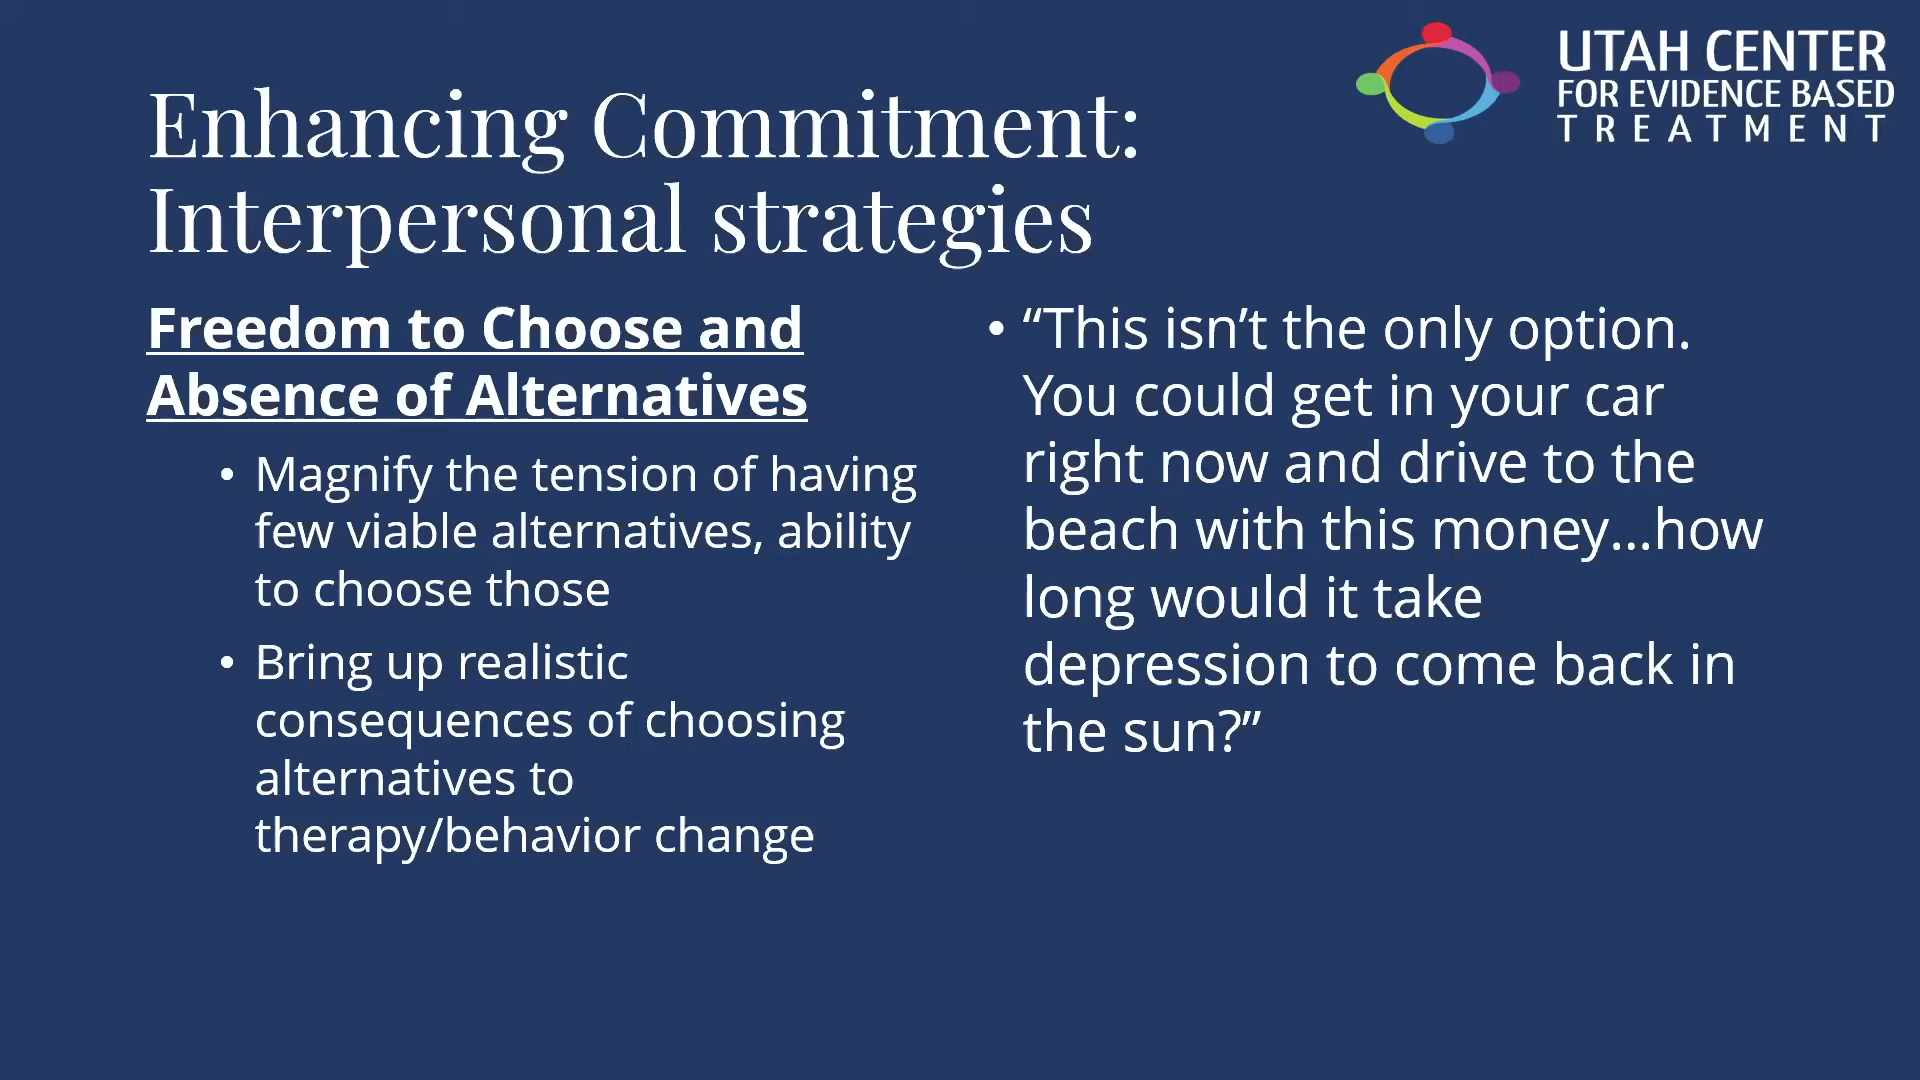 UTAH CENTER
FOR EVIDENCE BASED
TREATMENT
Enhancing Commitment:
Interpersonal strategies
Freedom to Choose and
Absence of Alternatives
• Magnify the tension of having
few viable alternatives, ability
to choose those
• Bring up realistic
consequences of choosing
alternatives to
therapy/behavior change
• “This isn’t the only option.
You could get in your car
right now and drive to the
beach with this money…how
long would it take
depression to come back in
the sun?”